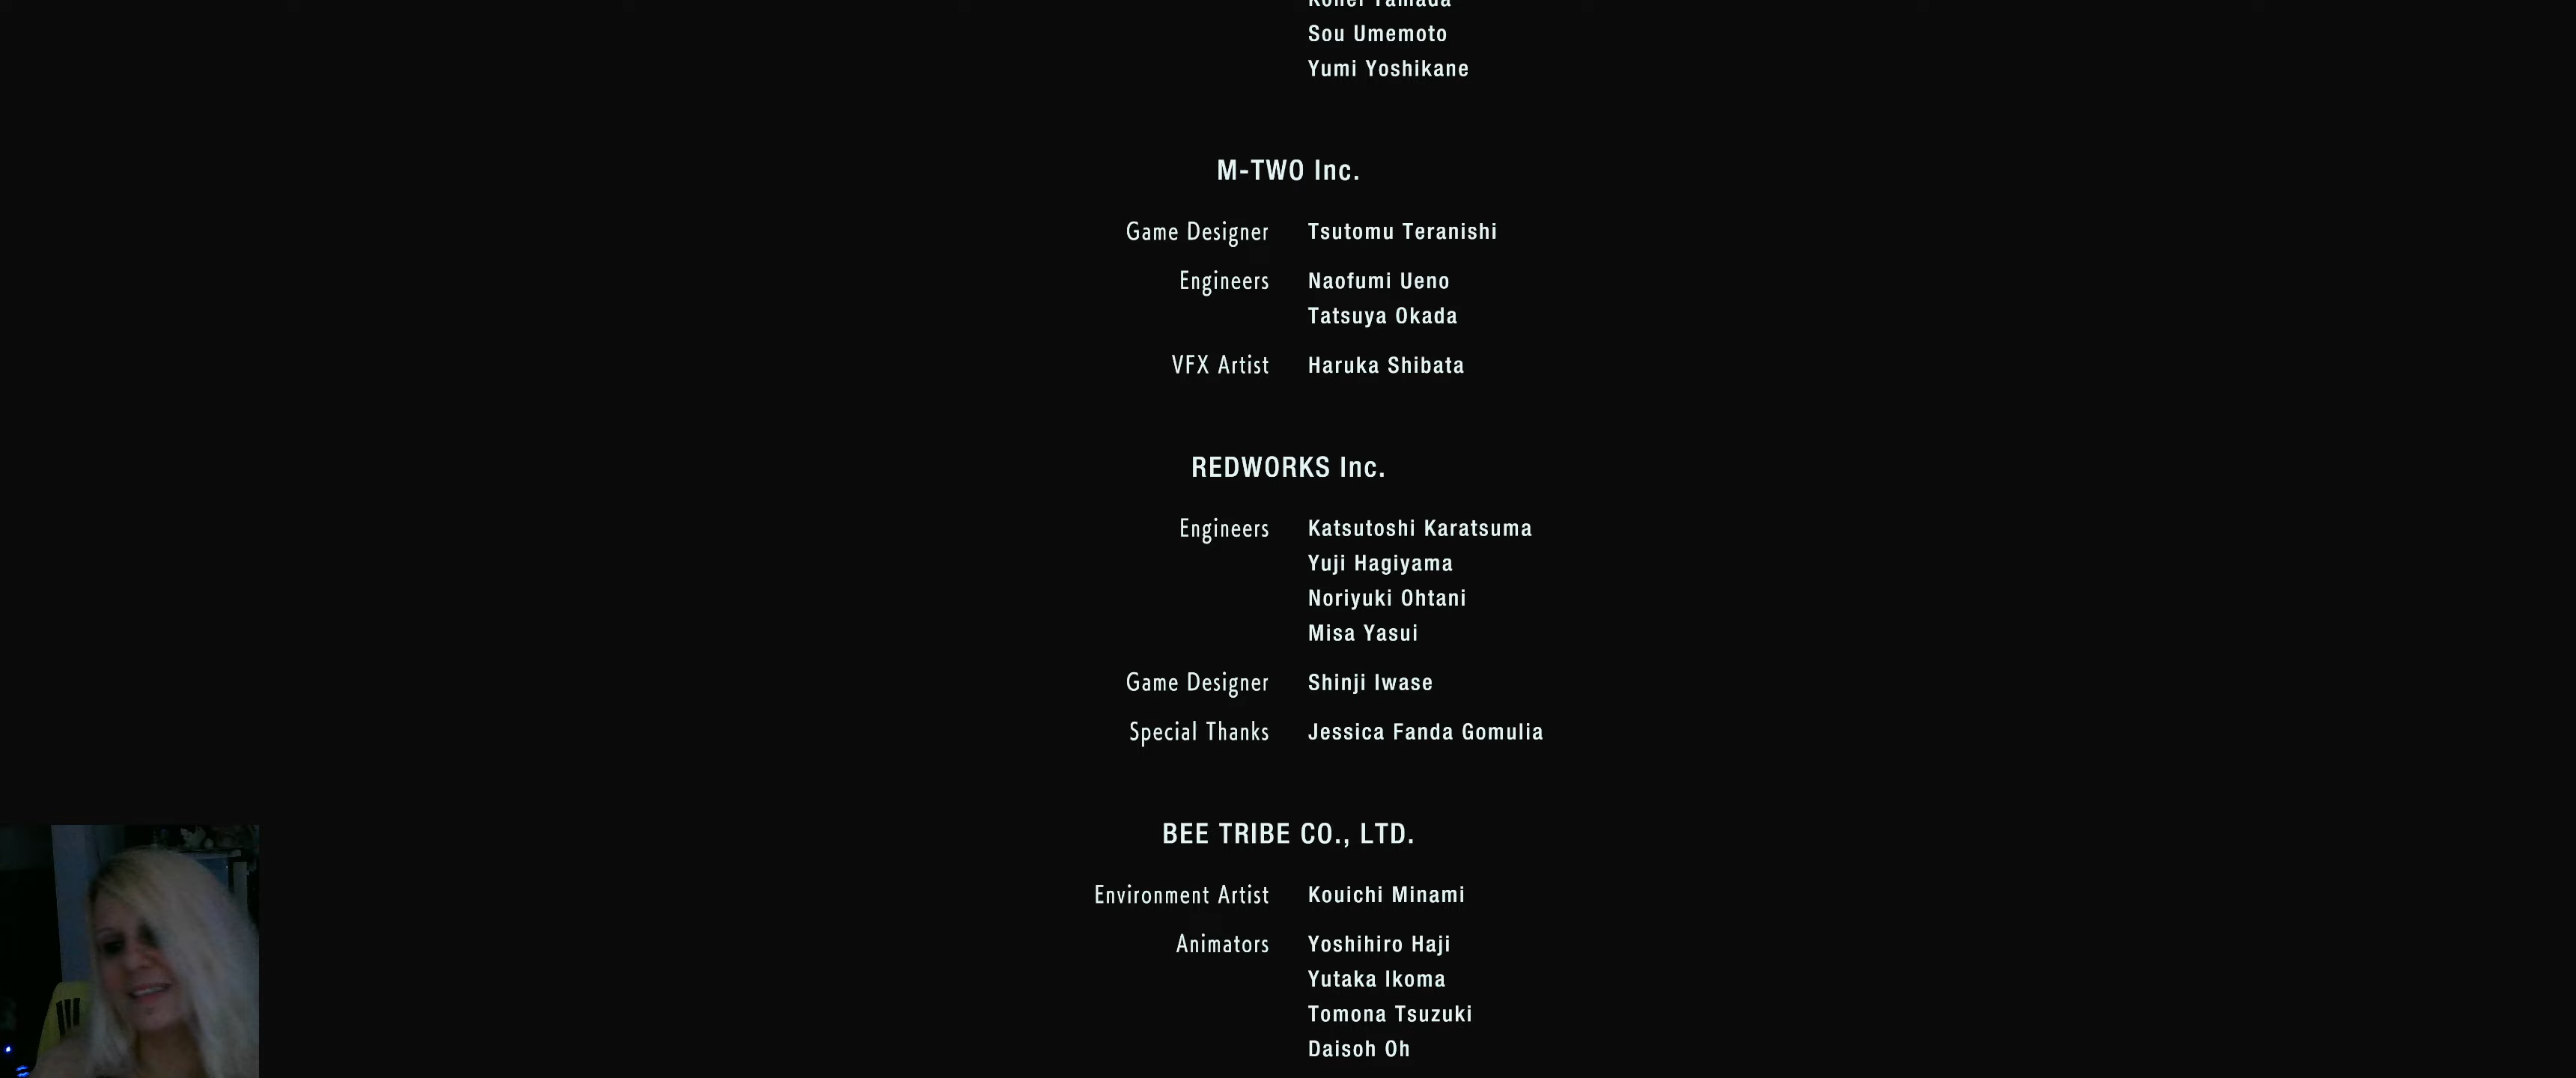 Sou Umemoto
Yumi Yoshikane
M-TWO Inc.
Game Designer Tsutomu Teranishi
Engineers Naofumi Ueno
Tatsuya Okada
VFX Artist Haruka Shibata
REDWORKS Inc.
Engineers Katsutoshi Karatsuma
Yuji Hagiyama
Noriyuki Ohtani
Misa Yasui
Game Designer Shinji Iwase
Special Thanks Jessica Fanda Gomulia
BEE TRIBE CO., LTD.
Environment Artist Kouichi Minami
Animators Yoshihiro Haji
Yutaka Ikoma
Tomona Tsuzuki
Daisoh Oh